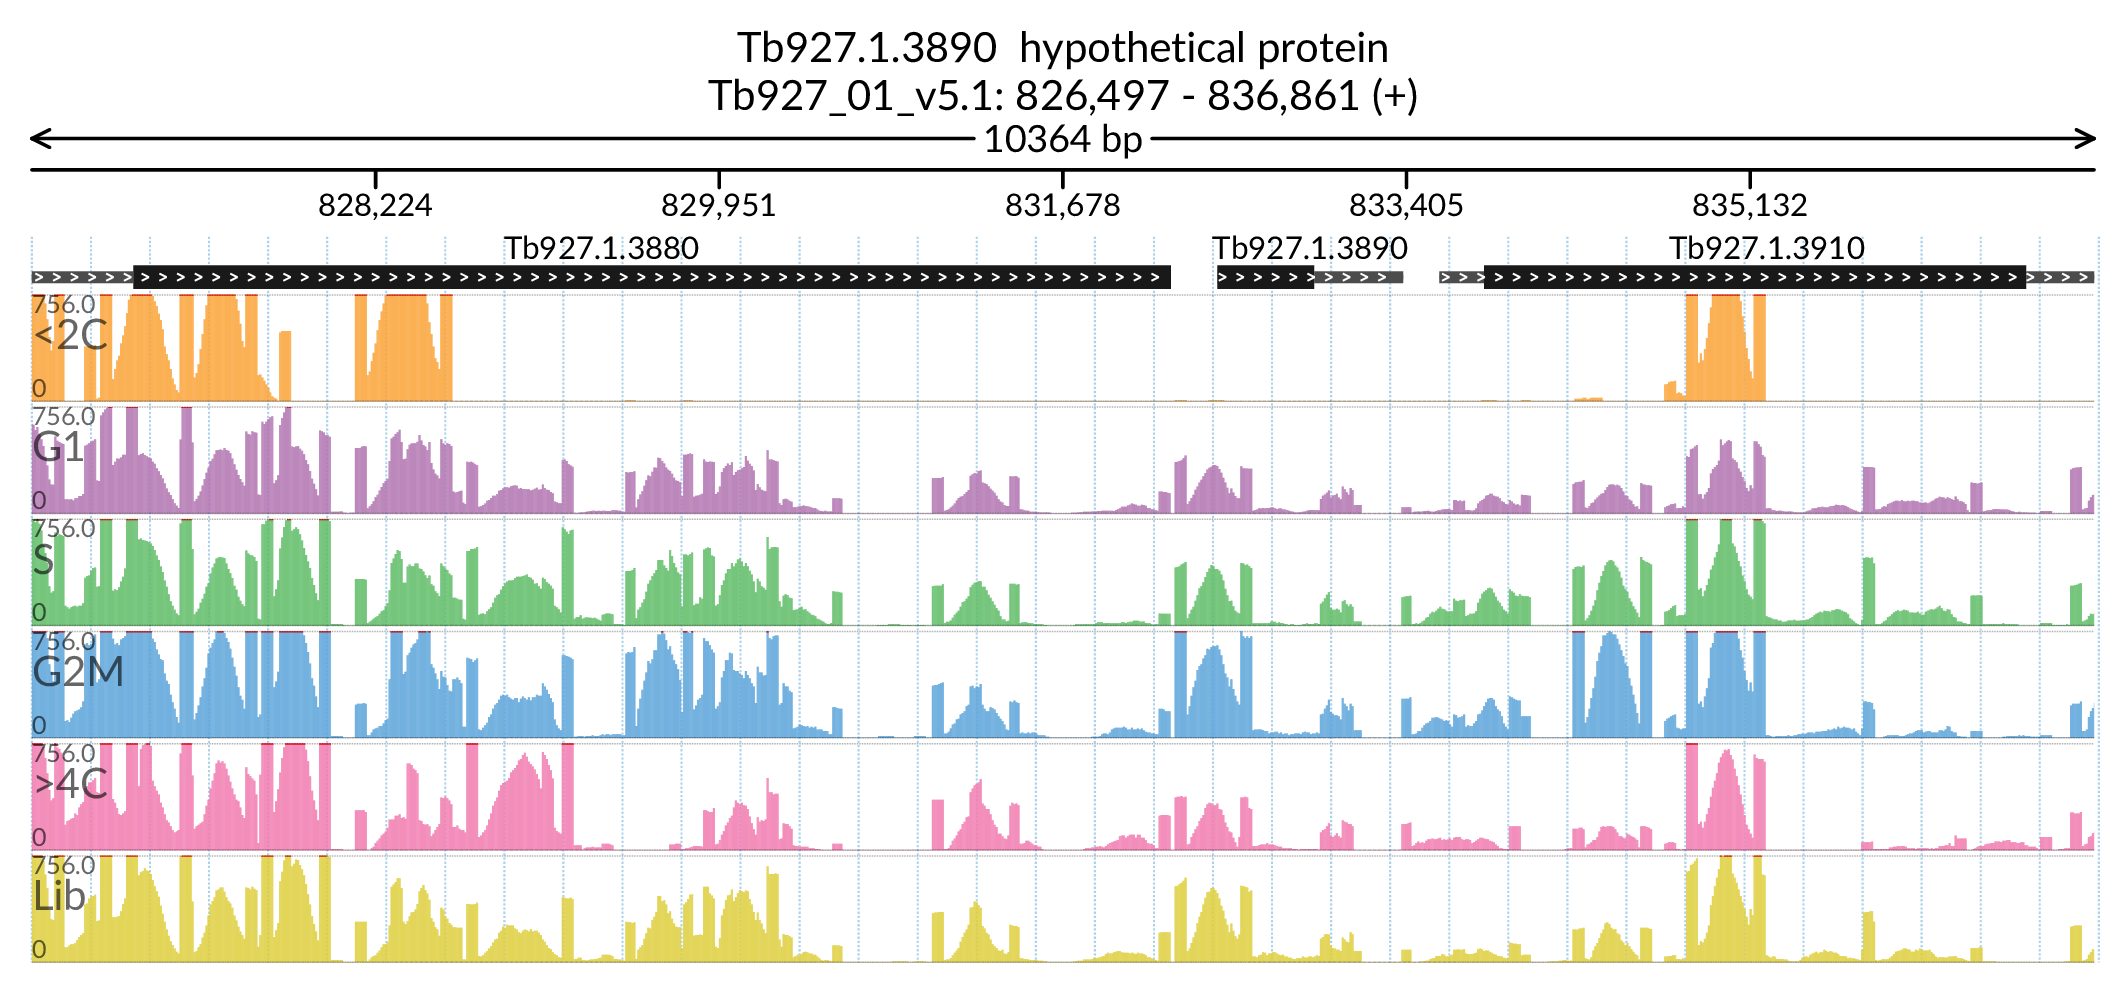 Tb927.1.3890 hypothetical protein
Tb927_01_v5.1: 826,497 - 836,861 (+)
10364 bp
828,224 829,951 831,678 833,405 835,132
Tb927.1.3880 Tb927.1.3890 Tb927.1.3910
756.0
<2C
0
756.0
G1
0
756.0
S
0
756.0
G2M
0
756.0
>4C
0
756.0
Lib
0